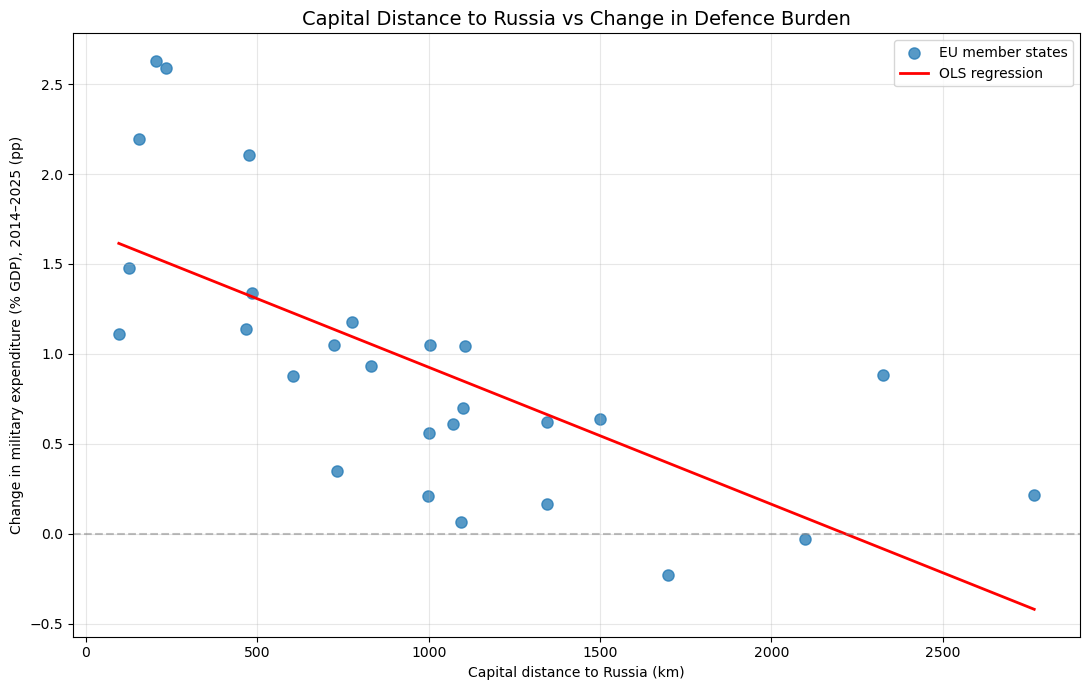 Capital Distance to Russia vs Change in Defence Burden
EU member states
OLS regression
Change in military expenditure (% GDP), 2014–2025 (pp)
2.5
2.0
1.5
1.0
0.5
0.0
−0.5
0 500 1000 1500 2000 2500
Capital distance to Russia (km)